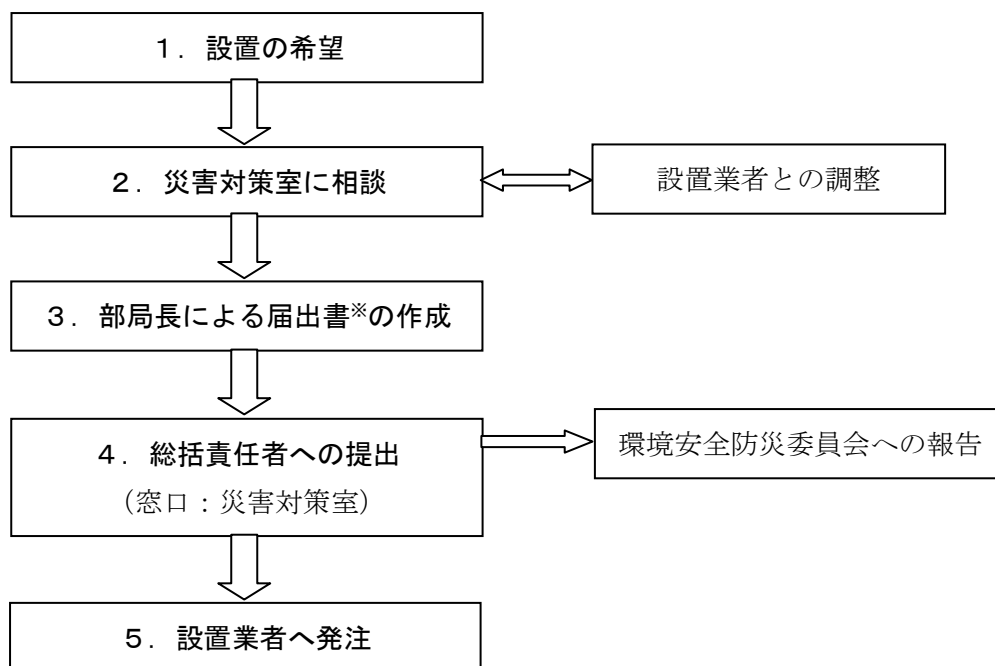 １．設置の希望
２．災害対策室に相談
設置業者との調整
３．部局長による届出書※の作成
４．総括責任者への提出
（窓口：災害対策室）
環境安全防災委員会への報告
５．設置業者へ発注